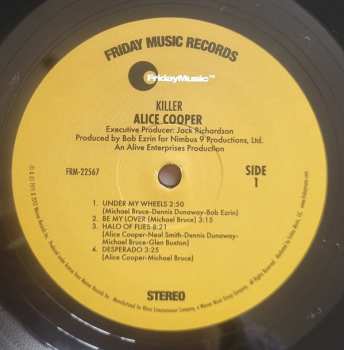 FRIDAY MUSIC RECORDS
FridayMusic™
KILLER
ALICE COOPER
Executive Producer: Jack Richardson
Produced by Bob Ezrin for Nimbus 9 Productions, Ltd.
An Alive Enterprises Production
FRM-22567
SIDE
1
1. UNDER MY WHEELS 2:50
(Michael Bruce-Dennis Dunaway-Bob Ezrin)
2. BE MY LOVER (Michael Bruce) 3:15
3. HALO OF FLIES 8:21
(Alice Cooper-Neal Smith-Dennis Dunaway-
Michael Bruce-Glen Buxton)
4. DESPERADO 3:25
(Alice Cooper-Michael Bruce)
STEREO